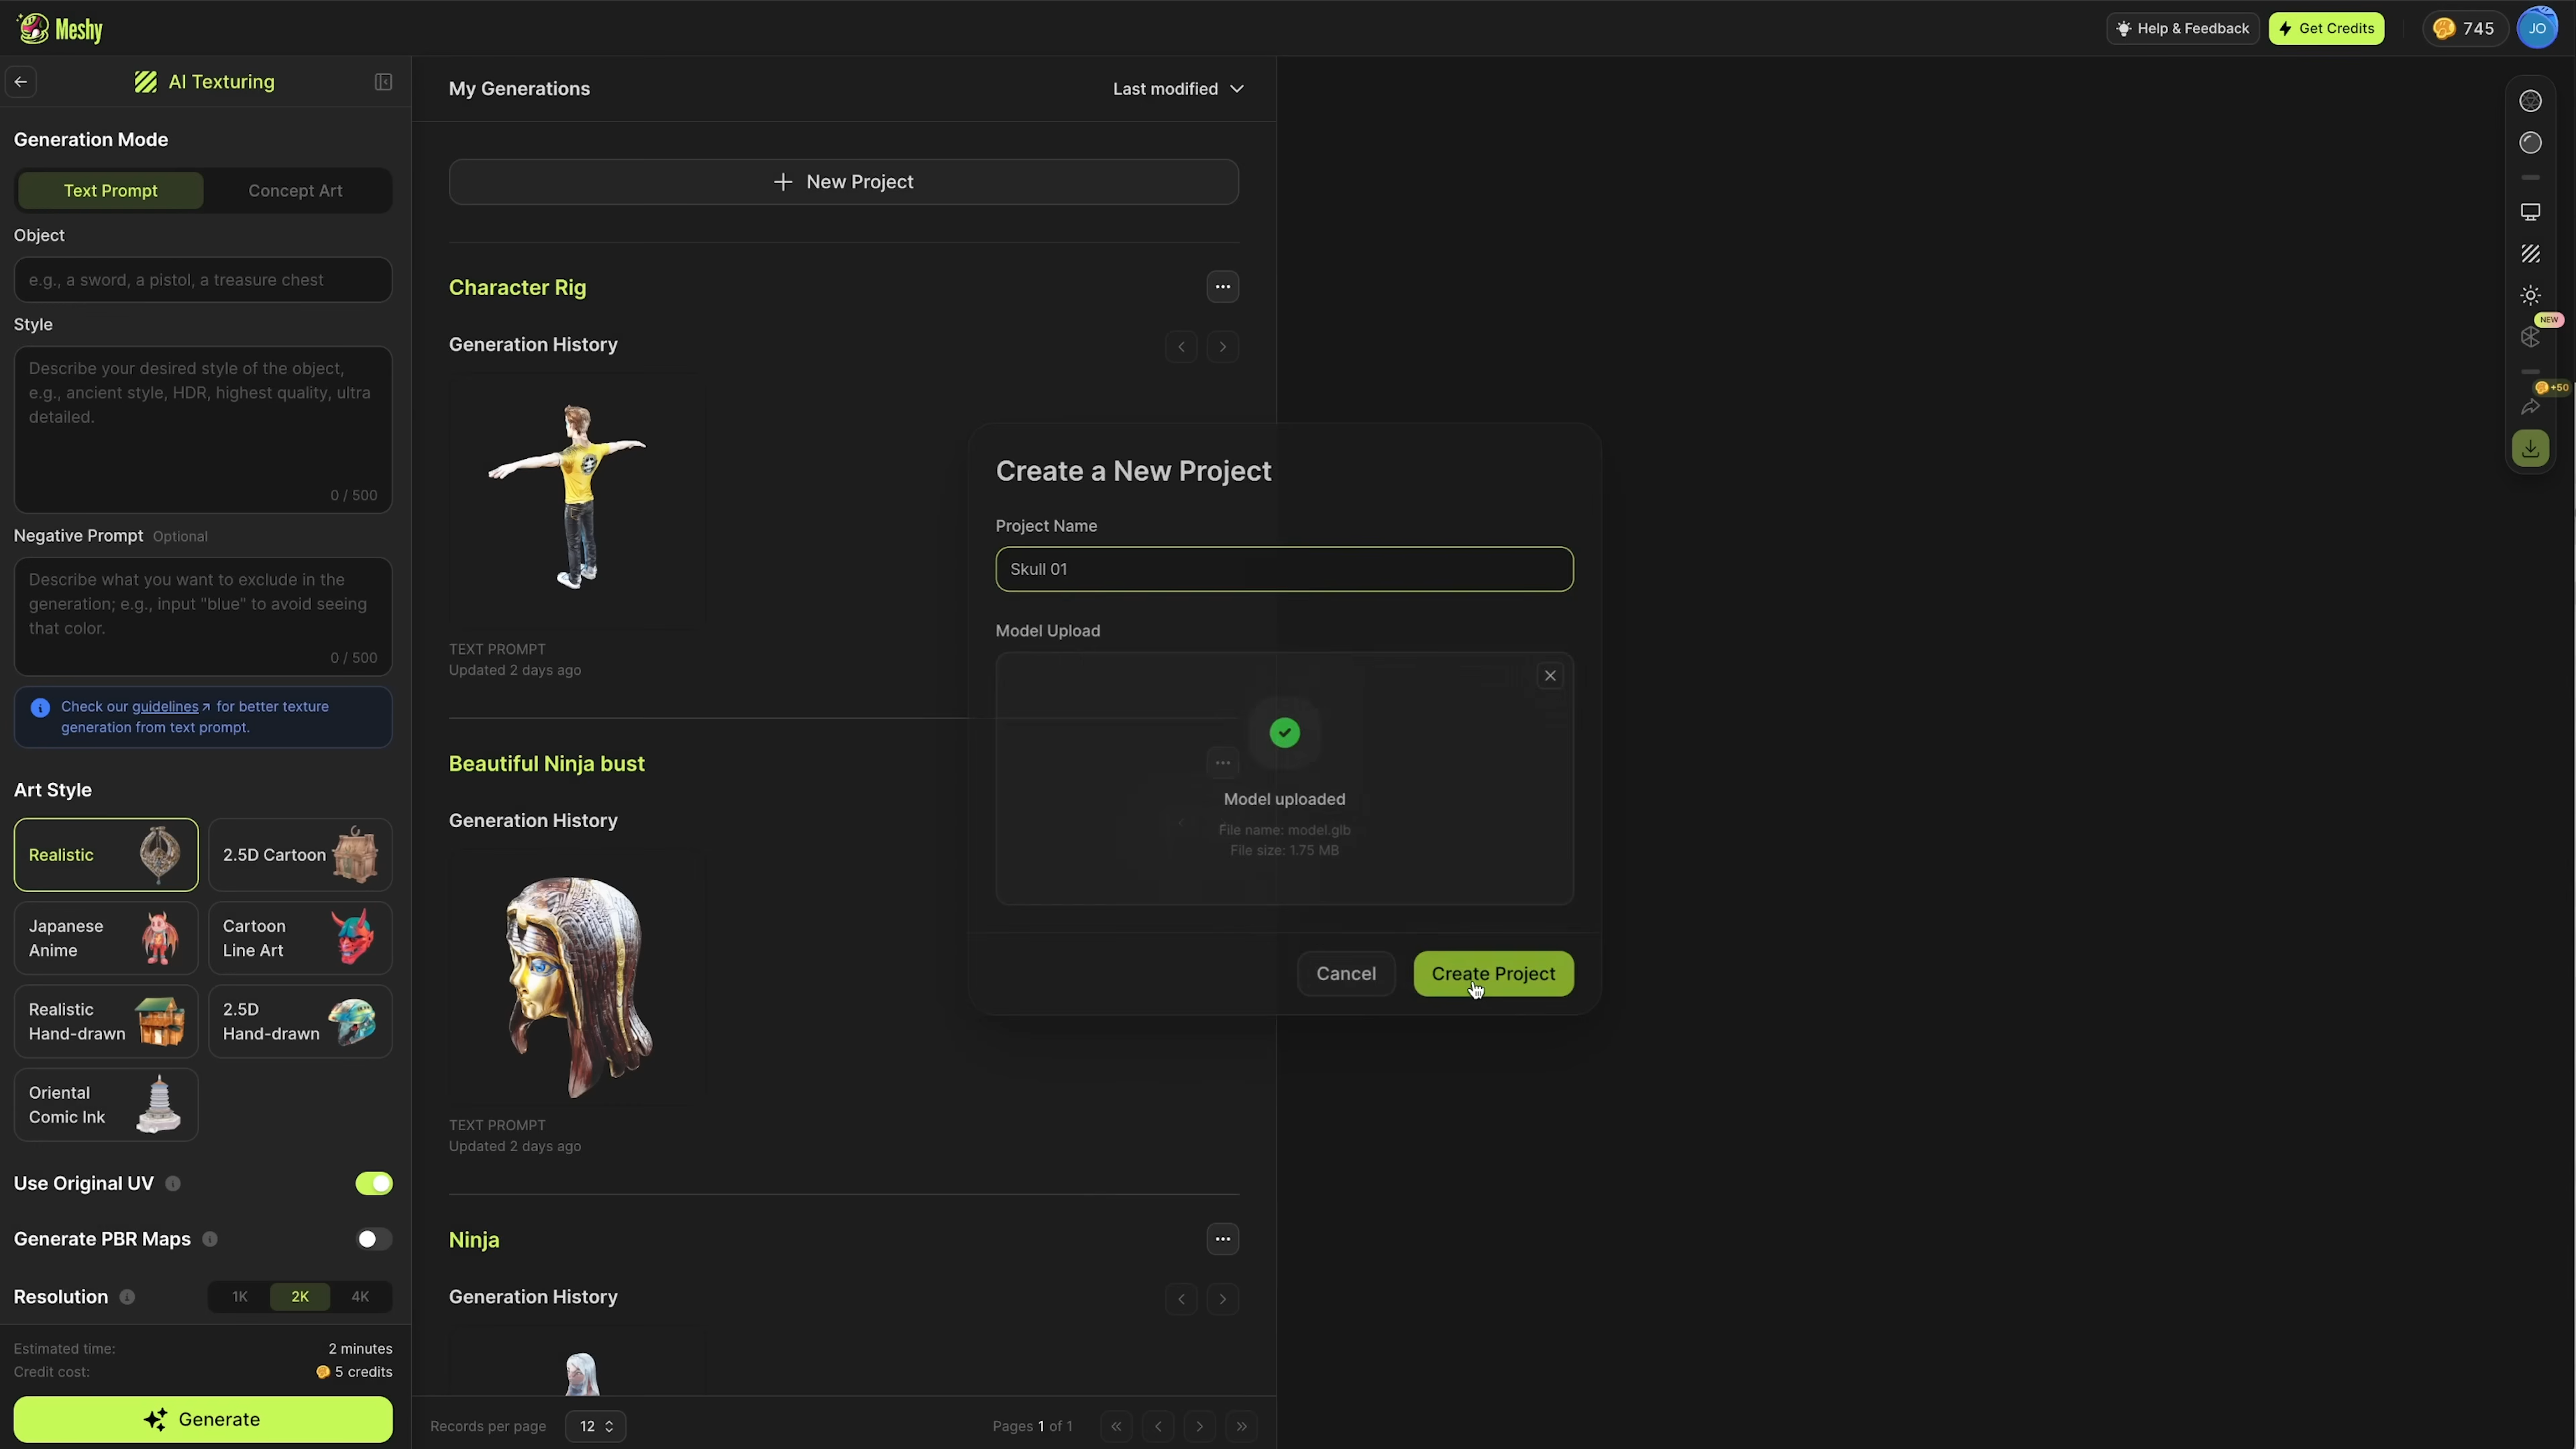 Meshy
Help & Feedback
Get Credits
745
JO
AI Texturing
Generation Mode
Text Prompt
Concept Art
Object
e.g., a sword, a pistol, a treasure chest
Style
Describe your desired style of the object,
e.g., ancient style, HDR, highest quality, ultra
detailed.
0 / 500
Negative Prompt Optional
Describe what you want to exclude in the
generation; e.g., input "blue" to avoid seeing
that color.
0 / 500
Check our guidelines↗ for better texture
generation from text prompt.
Art Style
Realistic
2.5D Cartoon
Japanese
Anime
Cartoon
Line Art
Realistic
Hand-drawn
2.5D
Hand-drawn
Oriental
Comic Ink
Use Original UV
Generate PBR Maps
Resolution
1K
2K
4K
Estimated time:
2 minutes
Credit cost:
5 credits
Generate
My Generations
Last modified
+ New Project
Character Rig
Generation History
TEXT PROMPT
Updated 2 days ago
Beautiful Ninja bust
Generation History
TEXT PROMPT
Updated 2 days ago
Ninja
Generation History
Records per page
12
Pages 1 of 1
Create a New Project
Project Name
Skull 01
Model Upload
Model uploaded
File name: model.glb
File size: 1.75 MB
Cancel
Create Project
NEW
+50